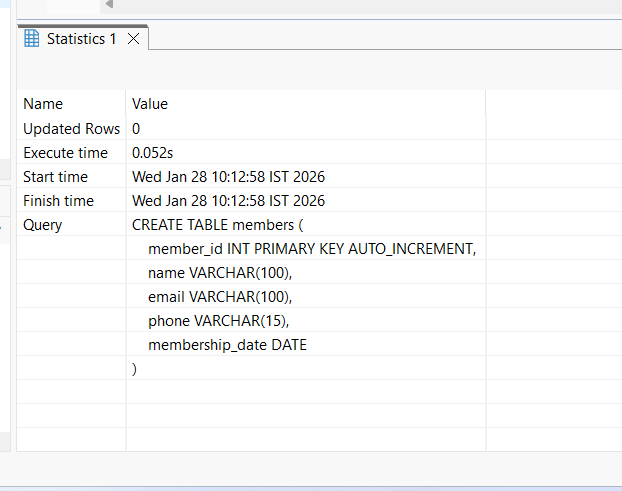 Statistics 1
Name Value
Updated Rows 0
Execute time 0.052s
Start time Wed Jan 28 10:12:58 IST 2026
Finish time Wed Jan 28 10:12:58 IST 2026
Query CREATE TABLE members (
member_id INT PRIMARY KEY AUTO_INCREMENT,
name VARCHAR(100),
email VARCHAR(100),
phone VARCHAR(15),
membership_date DATE
)